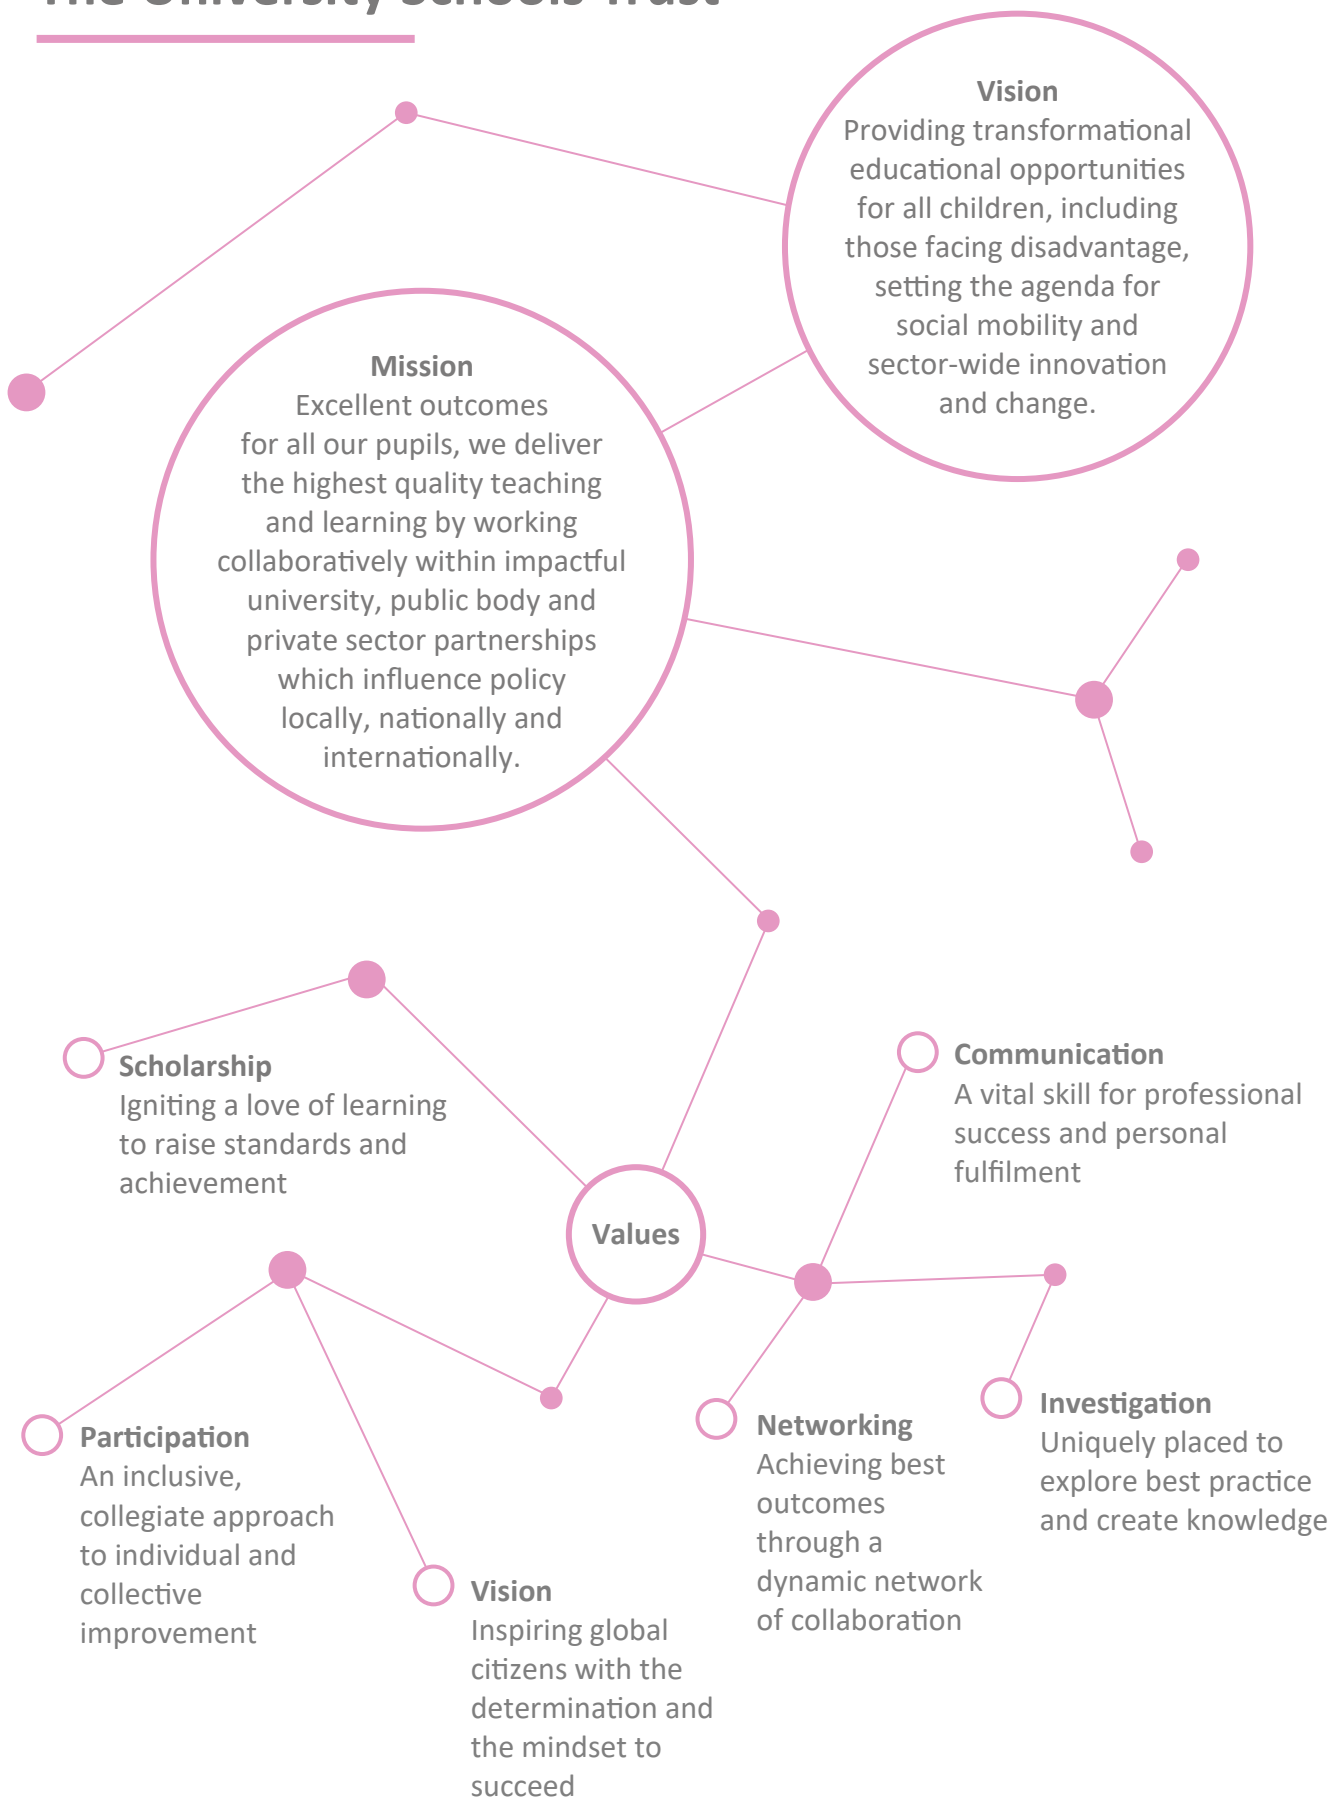 The University Schools Trust
Vision
Providing transformational
educational opportunities
for all children, including
those facing disadvantage,
setting the agenda for
social mobility and
sector-wide innovation
and change.
Mission
Excellent outcomes
for all our pupils, we deliver
the highest quality teaching
and learning by working
collaboratively within impactful
university, public body and
private sector partnerships
which influence policy
locally, nationally and
internationally.
Scholarship
Igniting a love of learning
to raise standards and
achievement
Communication
A vital skill for professional
success and personal
fulfilment
Values
Participation
An inclusive,
collegiate approach
to individual and
collective
improvement
Vision
Inspiring global
citizens with the
determination and
the mindset to
succeed
Networking
Achieving best
outcomes
through a
dynamic network
of collaboration
Investigation
Uniquely placed to
explore best practice
and create knowledge